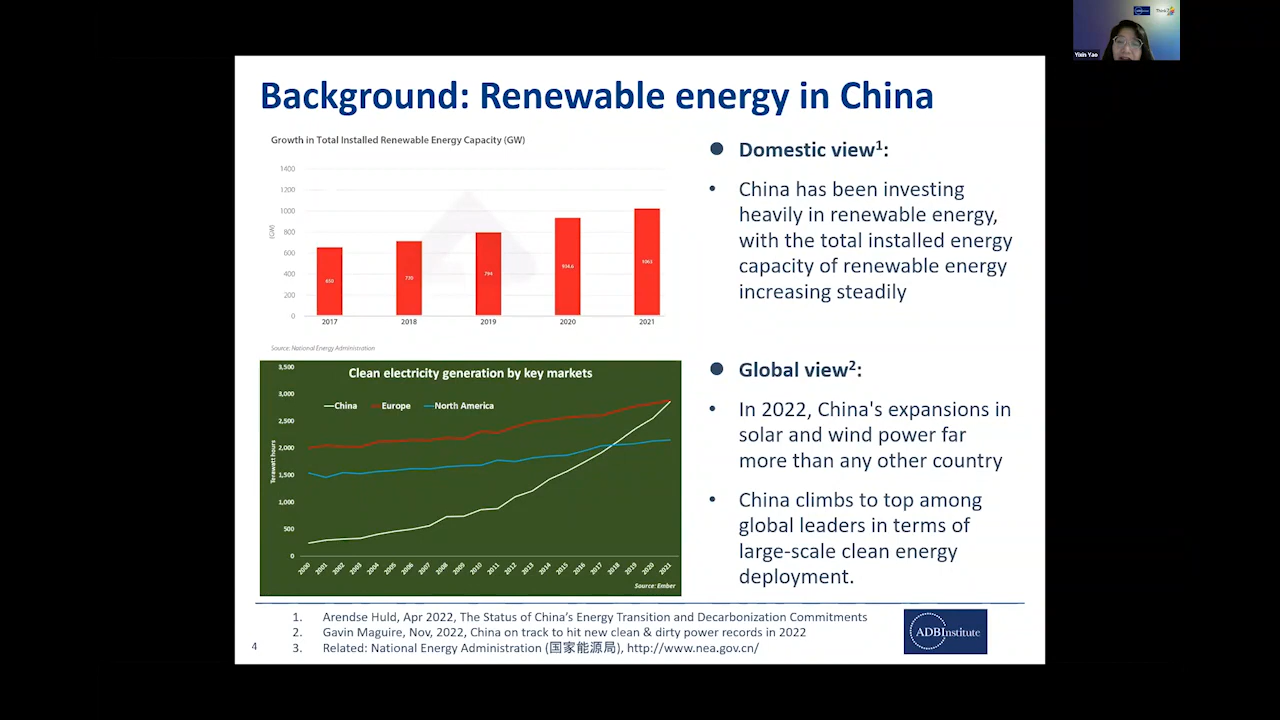 ADBInstitute
Yixin Yao
Background: Renewable energy in China
Growth in Total Installed Renewable Energy Capacity (GW)
1400
1200
1000
800
600
400
200
0
(GW)
650
730
794
934.6
1063
2017 2018 2019 2020 2021
Source: National Energy Administration
Clean electricity generation by key markets
China Europe North America
3,500
3,000
2,500
2,000
1,500
1,000
500
0
Terawatt hours
2000 2001 2002 2003 2004 2005 2006 2007 2008 2009 2010 2011 2012 2013 2014 2015 2016 2017 2018 2019 2020 2021
Source: Ember
● Domestic view1:
• China has been investing
heavily in renewable energy,
with the total installed energy
capacity of renewable energy
increasing steadily
● Global view2:
• In 2022, China's expansions in
solar and wind power far
more than any other country
• China climbs to top among
global leaders in terms of
large-scale clean energy
deployment.
1. Arendse Huld, Apr 2022, The Status of China's Energy Transition and Decarbonization Commitments
2. Gavin Maguire, Nov, 2022, China on track to hit new clean & dirty power records in 2022
3. Related: National Energy Administration (国家能源局), http://www.nea.gov.cn/
4
ADBInstitute